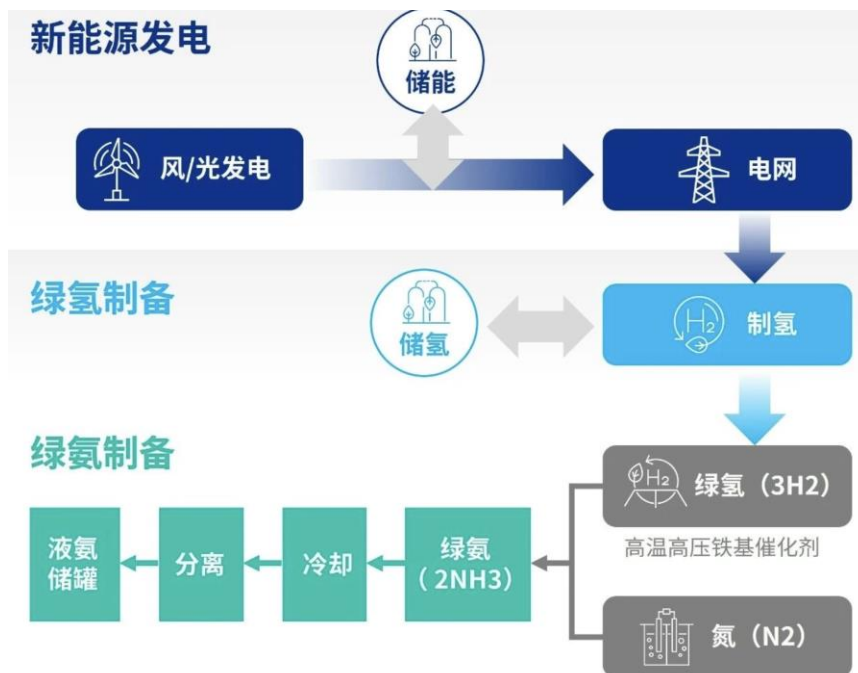 新能源发电
储能
风/光发电
电网
绿氢制备
储氢
H2
制氢
绿氨制备
H2
绿氢（3H2）
高温高压铁基催化剂
液氨
储罐
分离
冷却
绿氨
（2NH3）
氮（N2）